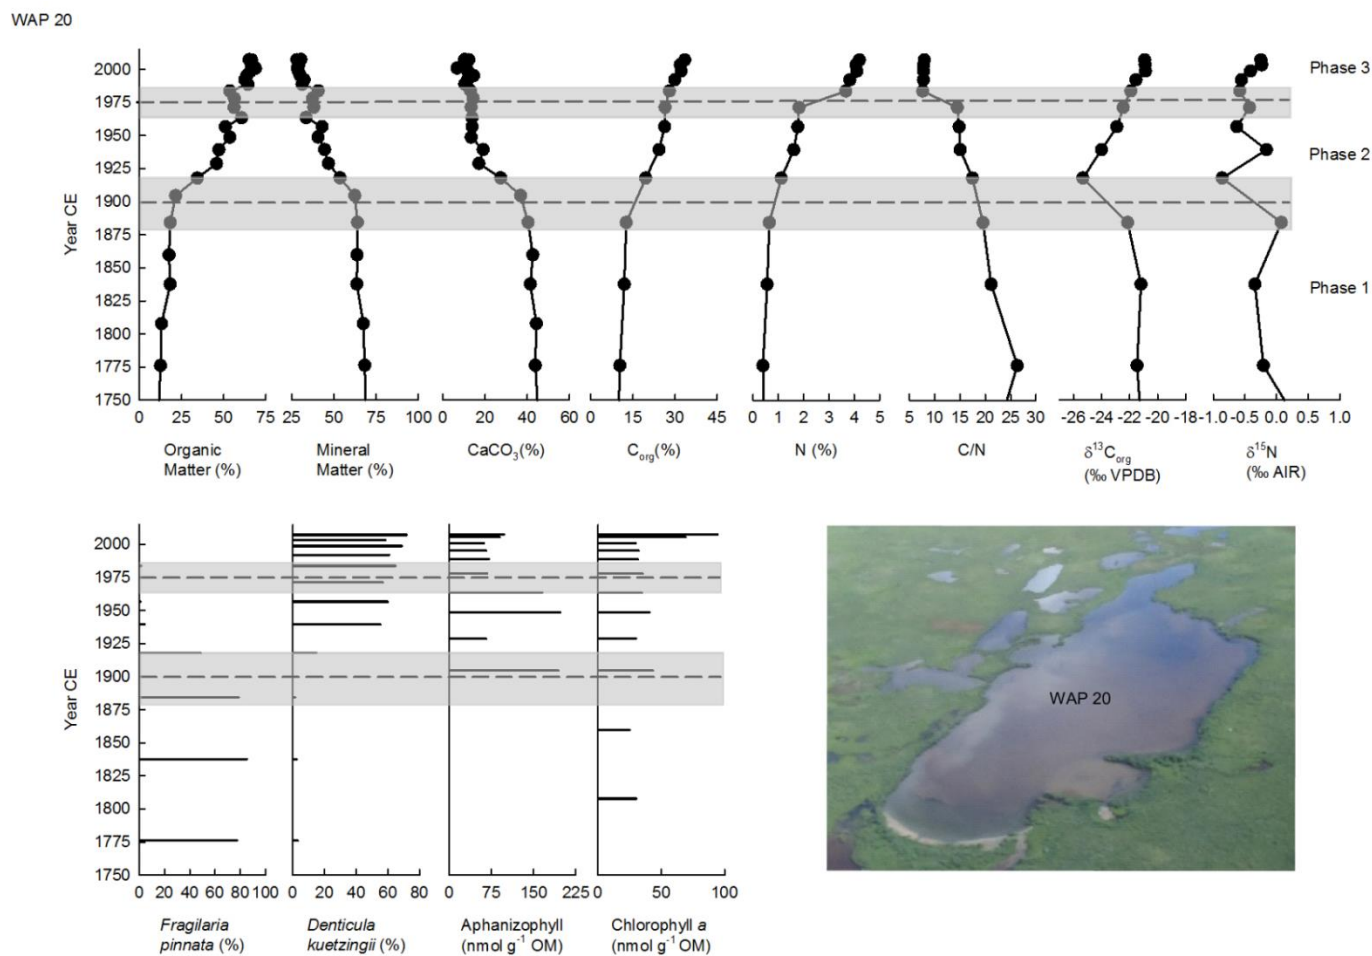 WAP 20
2000
1975
1950
1925
1900
1875
1850
1825
1800
1775
1750
Year CE
Phase 3
Phase 2
Phase 1
0 25 50 75
25 50 75 100
0 20 40 60
0 15 30 45
0 1 2 3 4 5
5 10 15 20 25 30
-26 -24 -22 -20 -18
-1.0 -0.5 0.0 0.5 1.0
Organic
Matter (%)
Mineral
Matter (%)
CaCO₃(%)
C_org(%)
N (%)
C/N
δ¹³C_org
(‰ VPDB)
δ¹⁵N
(‰ AIR)
2000
1975
1950
1925
1900
1875
1850
1825
1800
1775
1750
Year CE
0 20 40 60 80 100
0 20 40 60 80
0 75 150 225
0 50 100
Fragilaria
pinnata (%)
Denticula
kuetzingii (%)
Aphanizophyll
(nmol g⁻¹ OM)
Chlorophyll a
(nmol g⁻¹ OM)
WAP 20